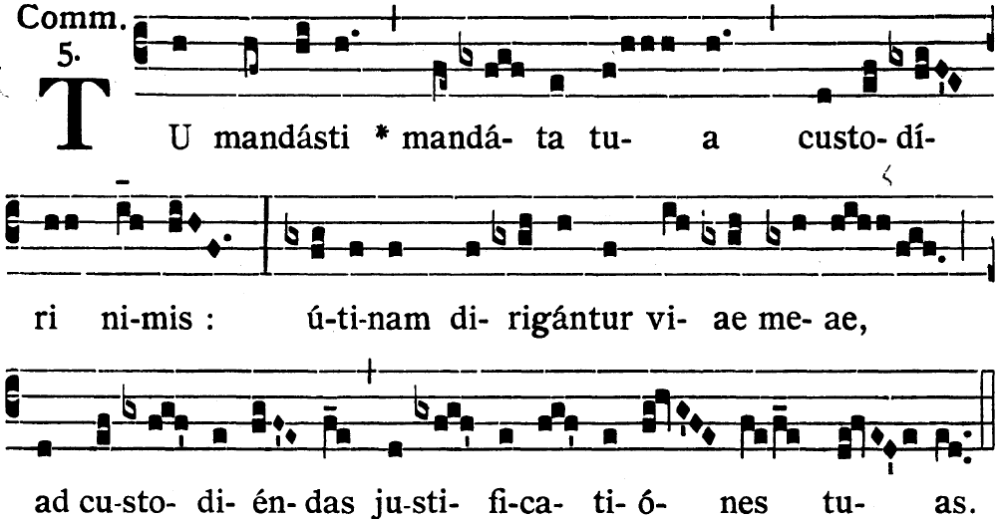 Comm.
5.
TU mandásti * mandá- ta tu- a custo- dí-
ri ni-mis : ú-ti-nam di- rigántur vi- ae me- ae,
ad cu-sto- di- én- das ju-sti- fi-ca- ti- ó- nes tu- as.